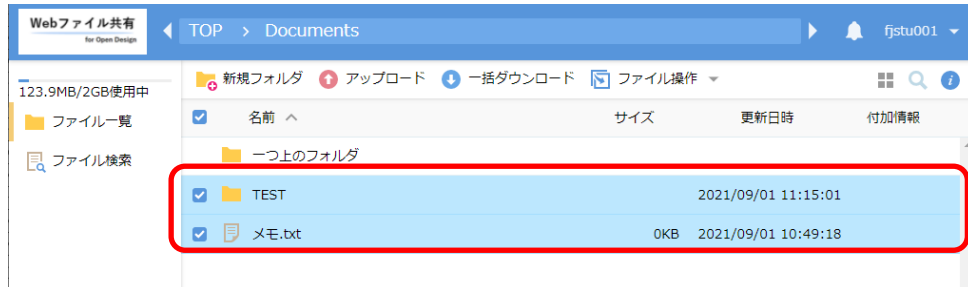 Webファイル共有
for Open Design
TOP > Documents
fjstu001
123.9MB/2GB使用中
ファイル一覧
ファイル検索
新規フォルダ アップロード 一括ダウンロード ファイル操作
名前 サイズ 更新日時 付加情報
一つ上のフォルダ
TEST 2021/09/01 11:15:01
メモ.txt 0KB 2021/09/01 10:49:18